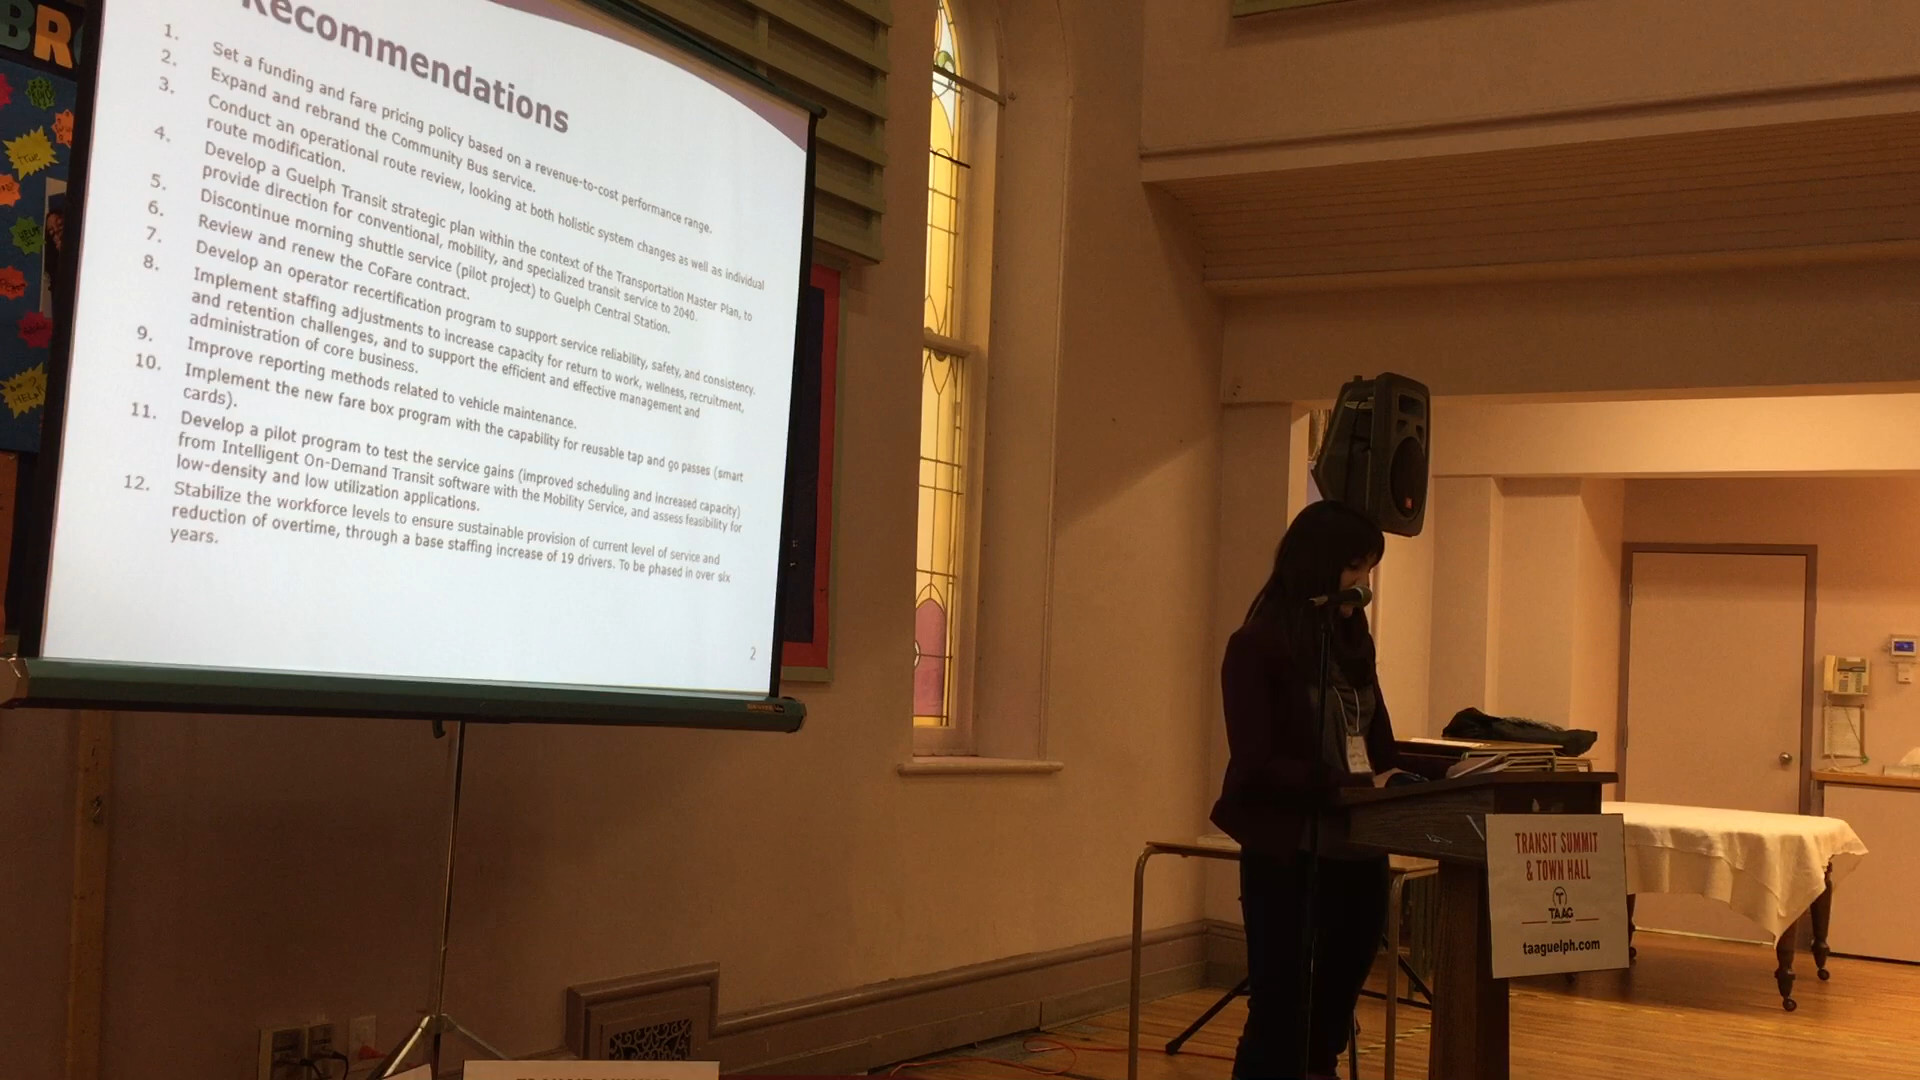 BR
Recommendations
1. Set a funding and fare pricing policy based on a revenue-to-cost performance range.
2. Expand and rebrand the Community Bus service.
3. Conduct an operational route review, looking at both holistic system changes as well as individual
route modification.
4. Develop a Guelph Transit strategic plan within the context of the Transportation Master Plan, to
provide direction for conventional, mobility, and specialized transit service to 2040.
5. Discontinue morning shuttle service (pilot project) to Guelph Central Station.
6. Review and renew the CoFare contract.
7. Develop an operator recertification program to support service reliability, safety, and consistency.
8. Implement staffing adjustments to increase capacity for return to work, wellness, recruitment,
and retention challenges, and to support the efficient and effective management and
administration of core business.
9. Improve reporting methods related to vehicle maintenance.
10. Implement the new fare box program with the capability for reusable tap and go passes (smart
cards).
11. Develop a pilot program to test the service gains (improved scheduling and increased capacity)
from Intelligent On-Demand Transit software with the Mobility Service, and assess feasibility for
low-density and low utilization applications.
12. Stabilize the workforce levels to ensure sustainable provision of current level of service and
reduction of overtime, through a base staffing increase of 19 drivers. To be phased in over six
years.
2
true
HELP
TRANSIT SUMMIT
& TOWN HALL
TAAG
taaguelph.com